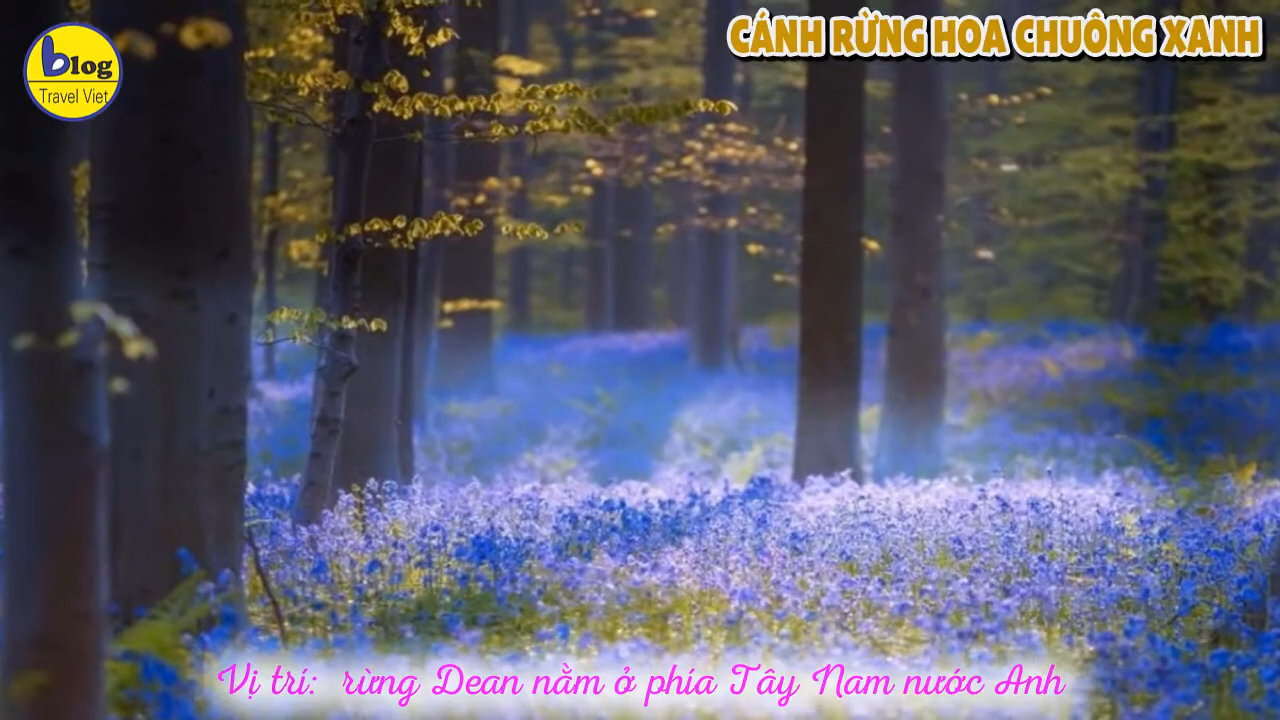 blog
Travel Viet
CÁNH RỪNG HOA CHUÔNG XANH
Vị trí: rừng Dean nằm ở phía Tây Nam nước Anh